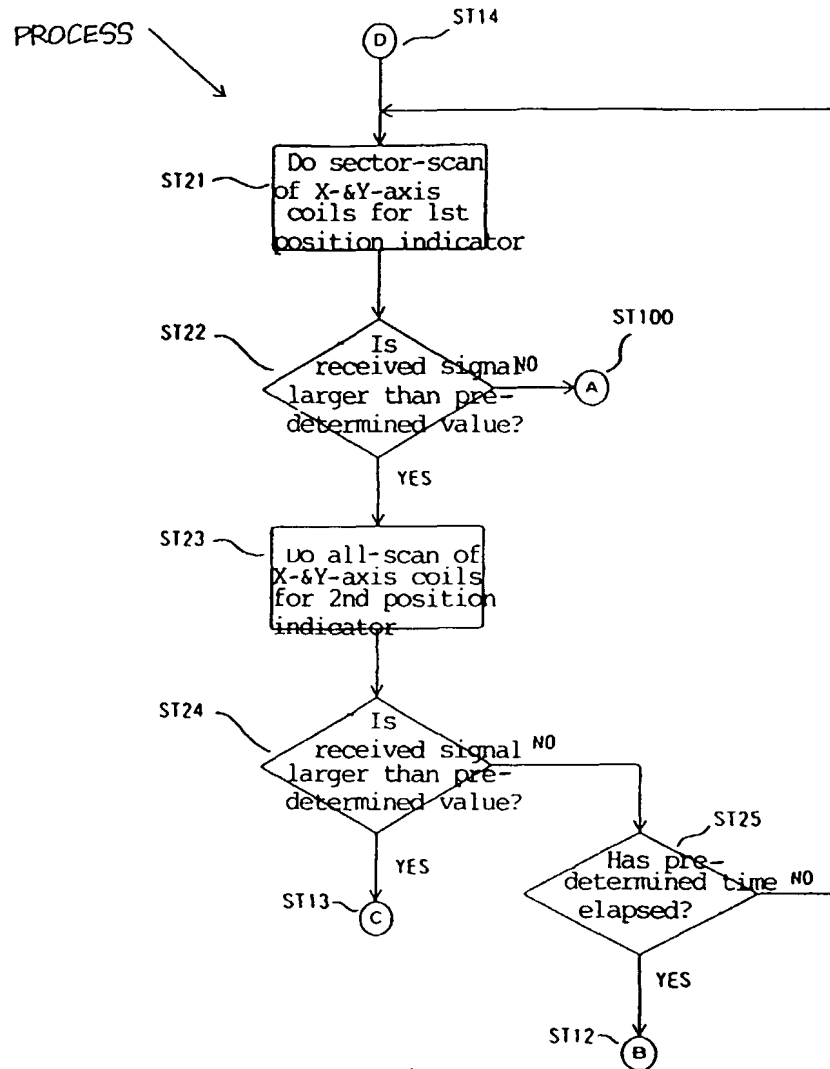 PROCESS
D
ST14
ST21
Do sector-scan
of X-&Y-axis
coils for 1st
position indicator
ST22
Is
received signal
larger than pre-
determined value?
NO
ST100
A
YES
ST23
Do all-scan of
X-&Y-axis coils
for 2nd position
indicator
ST24
Is
received signal
larger than pre-
determined value?
NO
YES
ST13
C
ST25
Has pre-
determined time
elapsed?
NO
YES
ST12
B